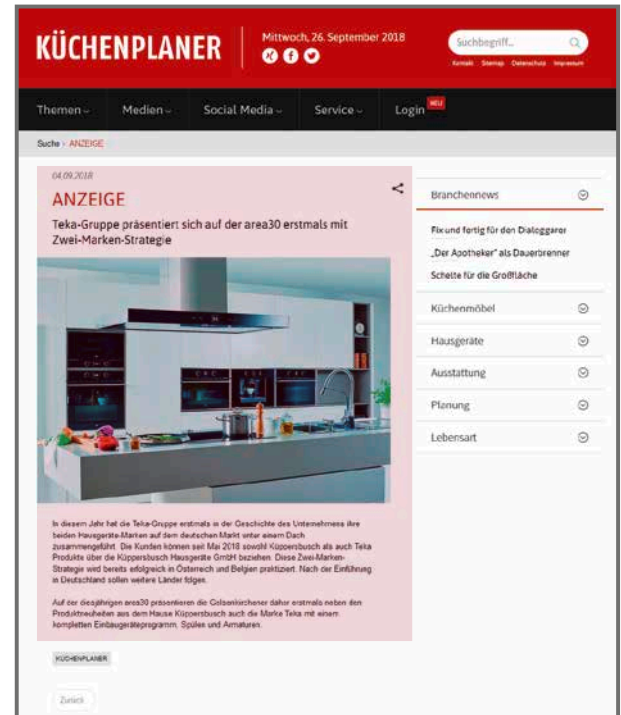 KÜCHENPLANER
Mittwoch, 26. September 2018
Suchbegriff...
Kontakt Sitemap Datenschutz Impressum
Themen Medien Social Media Service Login NEU
Suche › ANZEIGE
04.09.2018
ANZEIGE
Teka-Gruppe präsentiert sich auf der area30 erstmals mit
Zwei-Marken-Strategie
In diesem Jahr hat die Teka-Gruppe erstmals in der Geschichte des Unternehmens ihre
beiden Hausgeräte-Marken auf dem deutschen Markt unter einem Dach
zusammengeführt. Die Kunden können seit Mai 2018 sowohl Küppersbusch als auch Teka
Produkte über die Küppersbusch Hausgeräte GmbH beziehen. Diese Zwei-Marken-
Strategie wird bereits erfolgreich in Österreich und Belgien praktiziert. Nach der Einführung
in Deutschland sollen weitere Länder folgen.
Auf der diesjährigen area30 präsentieren die Gelsenkirchener daher erstmals neben den
Produktneuheiten aus dem Hause Küppersbusch auch die Marke Teka mit einem
kompletten Einbaugeräteprogramm, Spülen und Armaturen.
KÜCHENPLANER
Zurück
Branchennews
Fix und fertig für den Dialoggarer
„Der Apotheker" als Dauerbrenner
Schelte für die Großfläche
Küchenmöbel
Hausgeräte
Ausstattung
Planung
Lebensart